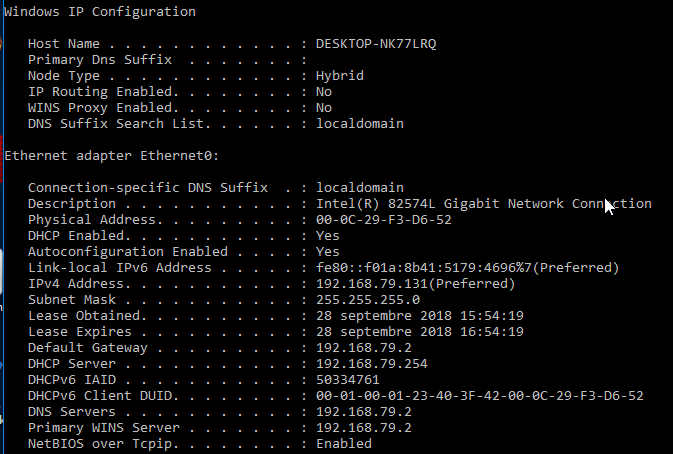 Windows IP Configuration
Host Name . . . . . . . . . . . . : DESKTOP-NK77LRQ
Primary Dns Suffix  . . . . . . . :
Node Type . . . . . . . . . . . . : Hybrid
IP Routing Enabled. . . . . . . . : No
WINS Proxy Enabled. . . . . . . . : No
DNS Suffix Search List. . . . . . : localdomain
Ethernet adapter Ethernet0:
Connection-specific DNS Suffix  . : localdomain
Description . . . . . . . . . . . : Intel(R) 82574L Gigabit Network Connection
Physical Address. . . . . . . . . : 00-0C-29-F3-D6-52
DHCP Enabled. . . . . . . . . . . : Yes
Autoconfiguration Enabled . . . . : Yes
Link-local IPv6 Address . . . . . : fe80::f01a:8b41:5179:4696%7(Preferred)
IPv4 Address. . . . . . . . . . . : 192.168.79.131(Preferred)
Subnet Mask . . . . . . . . . . . : 255.255.255.0
Lease Obtained. . . . . . . . . . : 28 septembre 2018 15:54:19
Lease Expires . . . . . . . . . . : 28 septembre 2018 16:54:19
Default Gateway . . . . . . . . . : 192.168.79.2
DHCP Server . . . . . . . . . . . : 192.168.79.254
DHCPv6 IAID . . . . . . . . . . . : 50334761
DHCPv6 Client DUID. . . . . . . . : 00-01-00-01-23-40-3F-42-00-0C-29-F3-D6-52
DNS Servers . . . . . . . . . . . : 192.168.79.2
Primary WINS Server . . . . . . . : 192.168.79.2
NetBIOS over Tcpip. . . . . . . . : Enabled